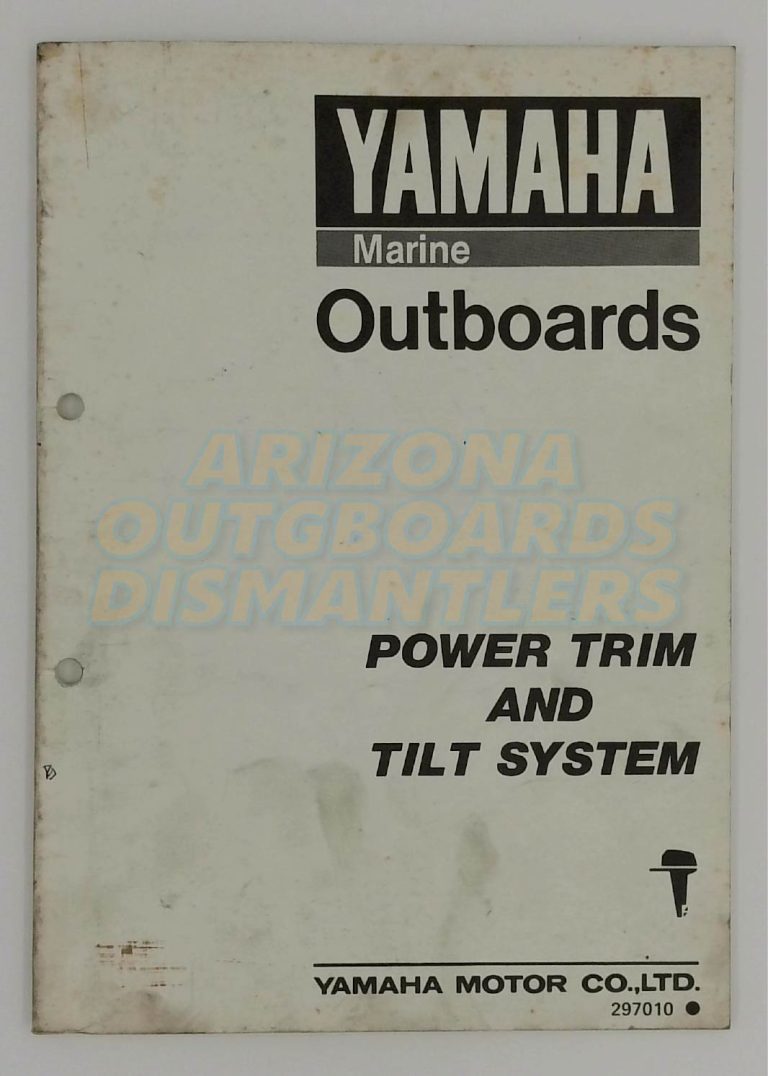 YAMAHA
Marine
Outboards
ARIZONA
OUTGBOARDS
DISMANTLERS
POWER TRIM
AND
TILT SYSTEM
YAMAHA MOTOR CO.,LTD.
297010 ●